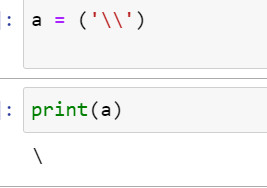 ]: a = ('\\')
]: print(a)
\